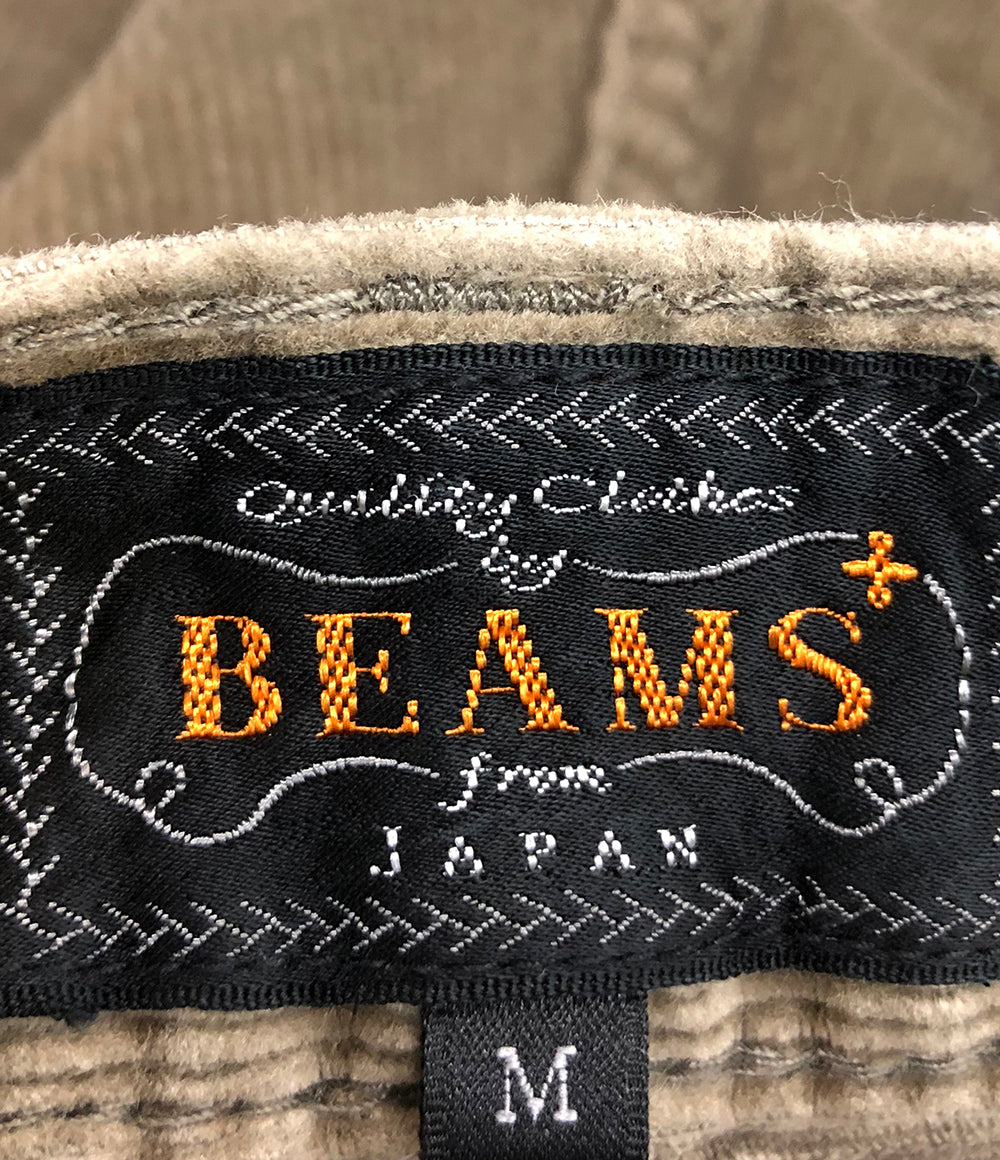 Quality Clothes
by
BEAMS+
from
JAPAN
M